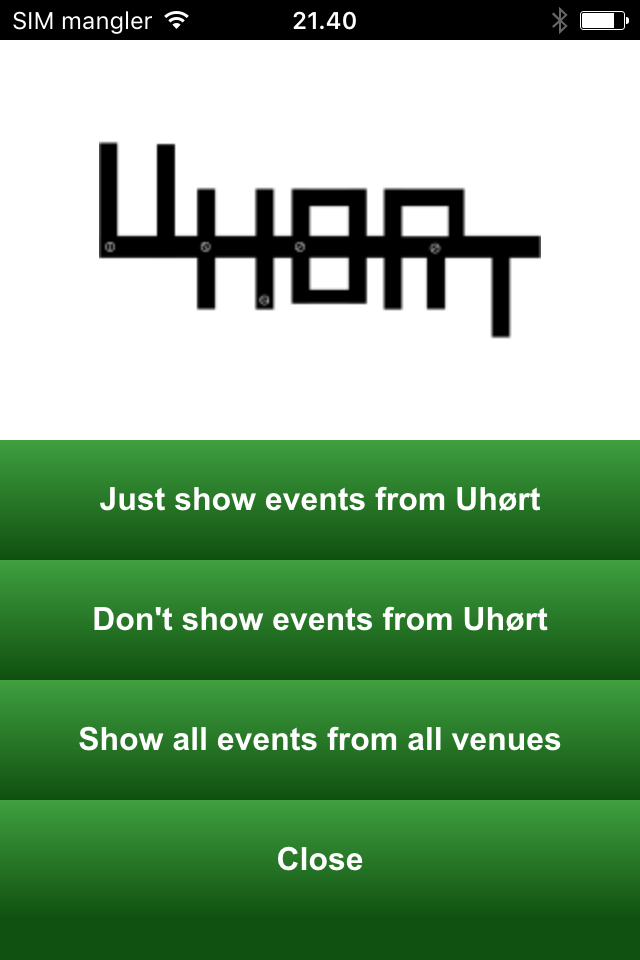 SIM mangler 21.40
UHØRT
Just show events from Uhørt
Don't show events from Uhørt
Show all events from all venues
Close